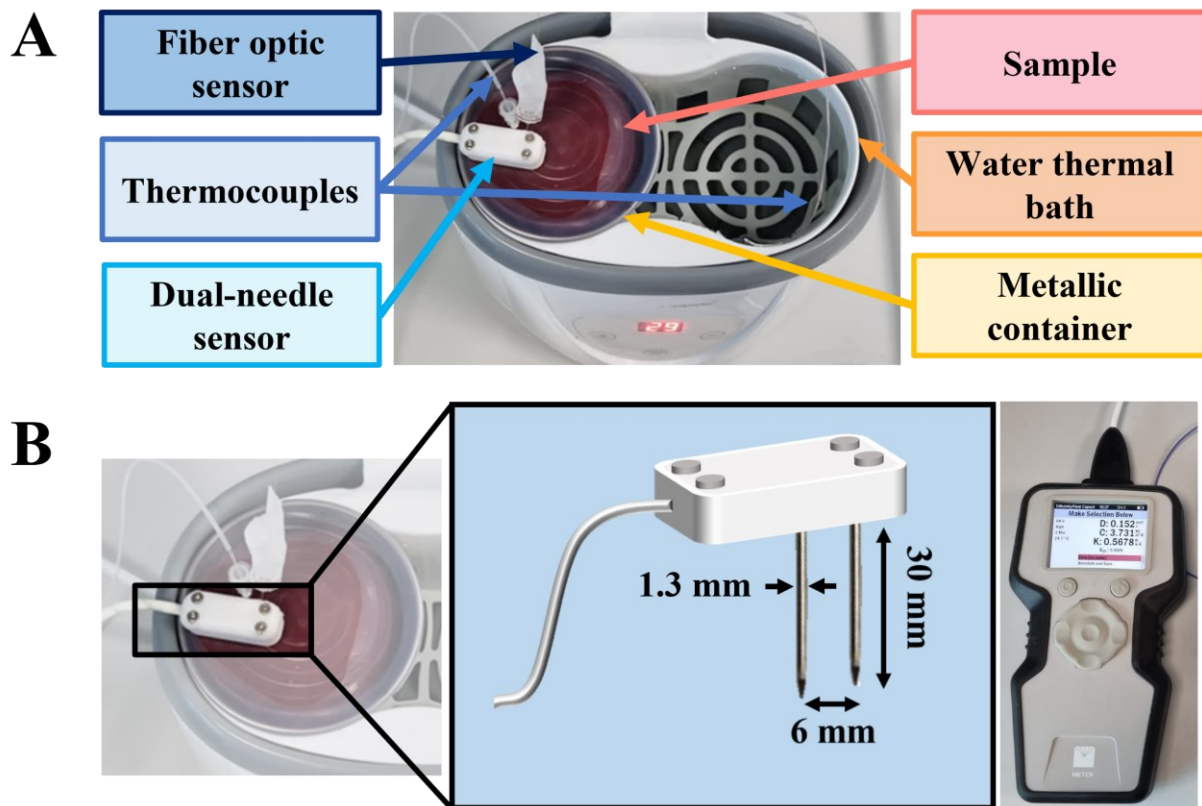 A
Fiber optic
sensor
Thermocouples
Dual-needle
sensor
29
Sample
Water thermal
bath
Metallic
container
B
1.3 mm
30 mm
6 mm
Make Selection Below
D: 0.152
C: 3.731
K: 0.5678
METER